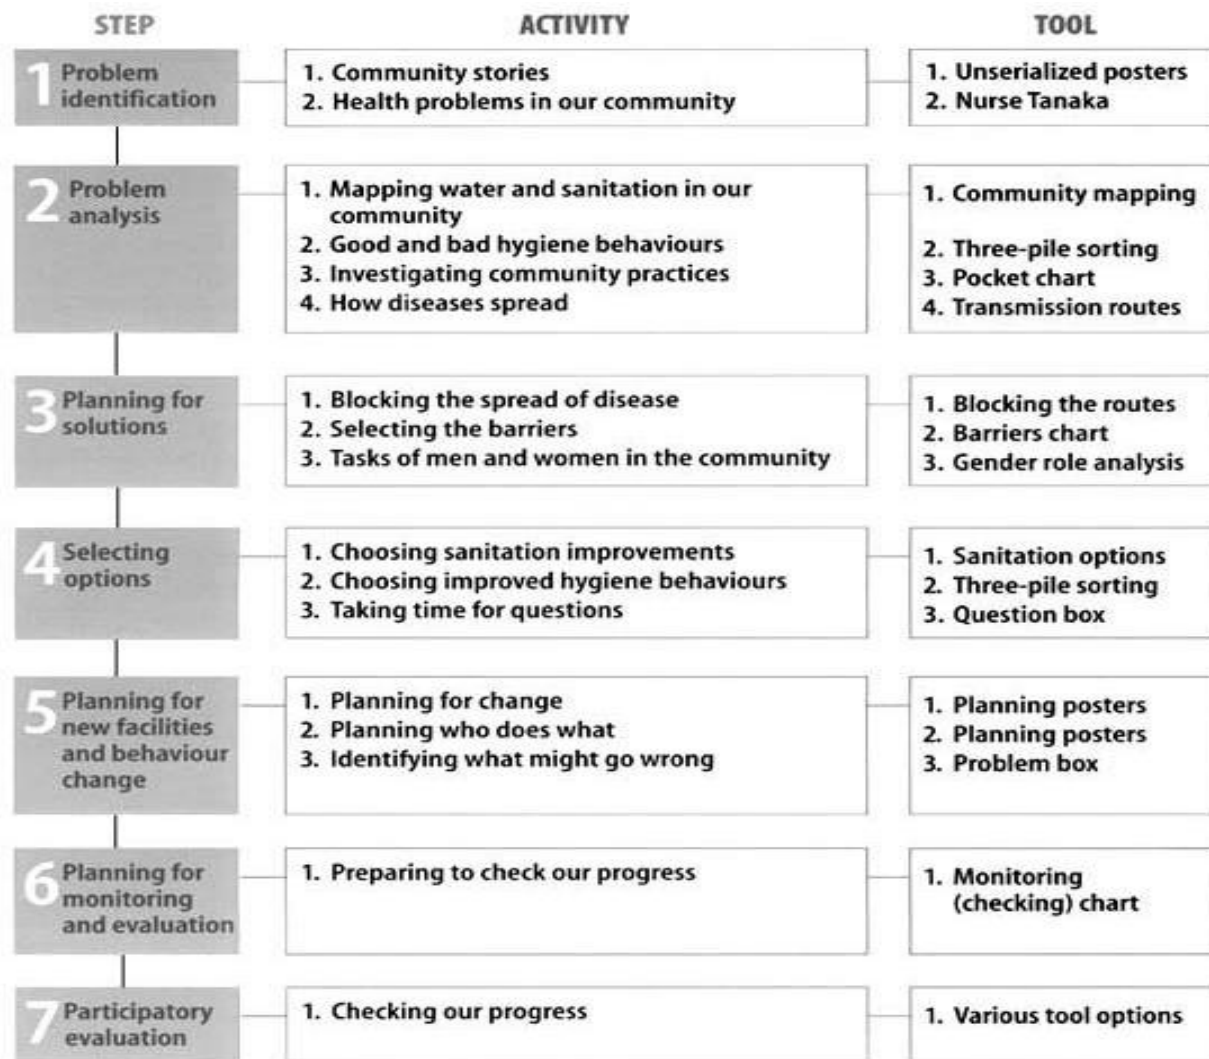 STEP
ACTIVITY
TOOL
1 Problem
identification
1. Community stories
2. Health problems in our community
1. Unserialized posters
2. Nurse Tanaka
2 Problem
analysis
1. Mapping water and sanitation in our
community
2. Good and bad hygiene behaviours
3. Investigating community practices
4. How diseases spread
1. Community mapping
2. Three-pile sorting
3. Pocket chart
4. Transmission routes
3 Planning for
solutions
1. Blocking the spread of disease
2. Selecting the barriers
3. Tasks of men and women in the community
1. Blocking the routes
2. Barriers chart
3. Gender role analysis
4 Selecting
options
1. Choosing sanitation improvements
2. Choosing improved hygiene behaviours
3. Taking time for questions
1. Sanitation options
2. Three-pile sorting
3. Question box
5 Planning for
new facilities
and behaviour
change
1. Planning for change
2. Planning who does what
3. Identifying what might go wrong
1. Planning posters
2. Planning posters
3. Problem box
6 Planning for
monitoring
and evaluation
1. Preparing to check our progress
1. Monitoring
(checking) chart
7 Participatory
evaluation
1. Checking our progress
1. Various tool options